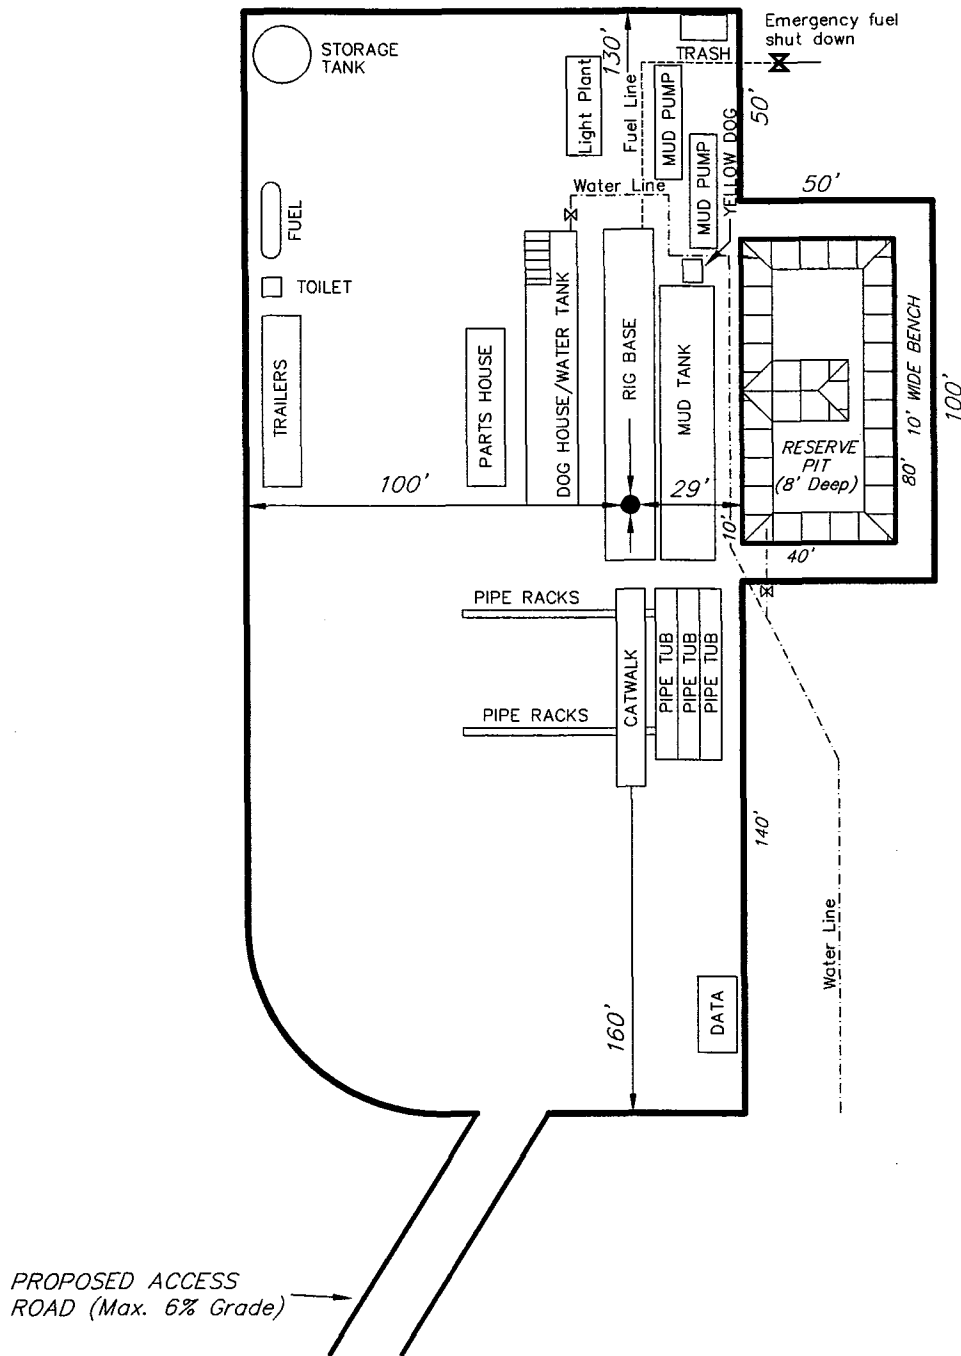 Emergency fuel
shut down
STORAGE
TANK
130'
TRASH
Light Plant
Fuel Line
MUD PUMP
50'
YELLOW DOG
MUD PUMP
Water Line
50'
FUEL
TOILET
TRAILERS
PARTS HOUSE
DOG HOUSE/WATER TANK
RIG BASE
MUD TANK
10' WIDE BENCH
100'
RESERVE
PIT
(8' Deep)
80'
100'
29'
10'
40'
PIPE RACKS
CATWALK
PIPE TUB
PIPE TUB
PIPE TUB
PIPE RACKS
140'
Water Line
160'
DATA
PROPOSED ACCESS
ROAD (Max. 6% Grade)